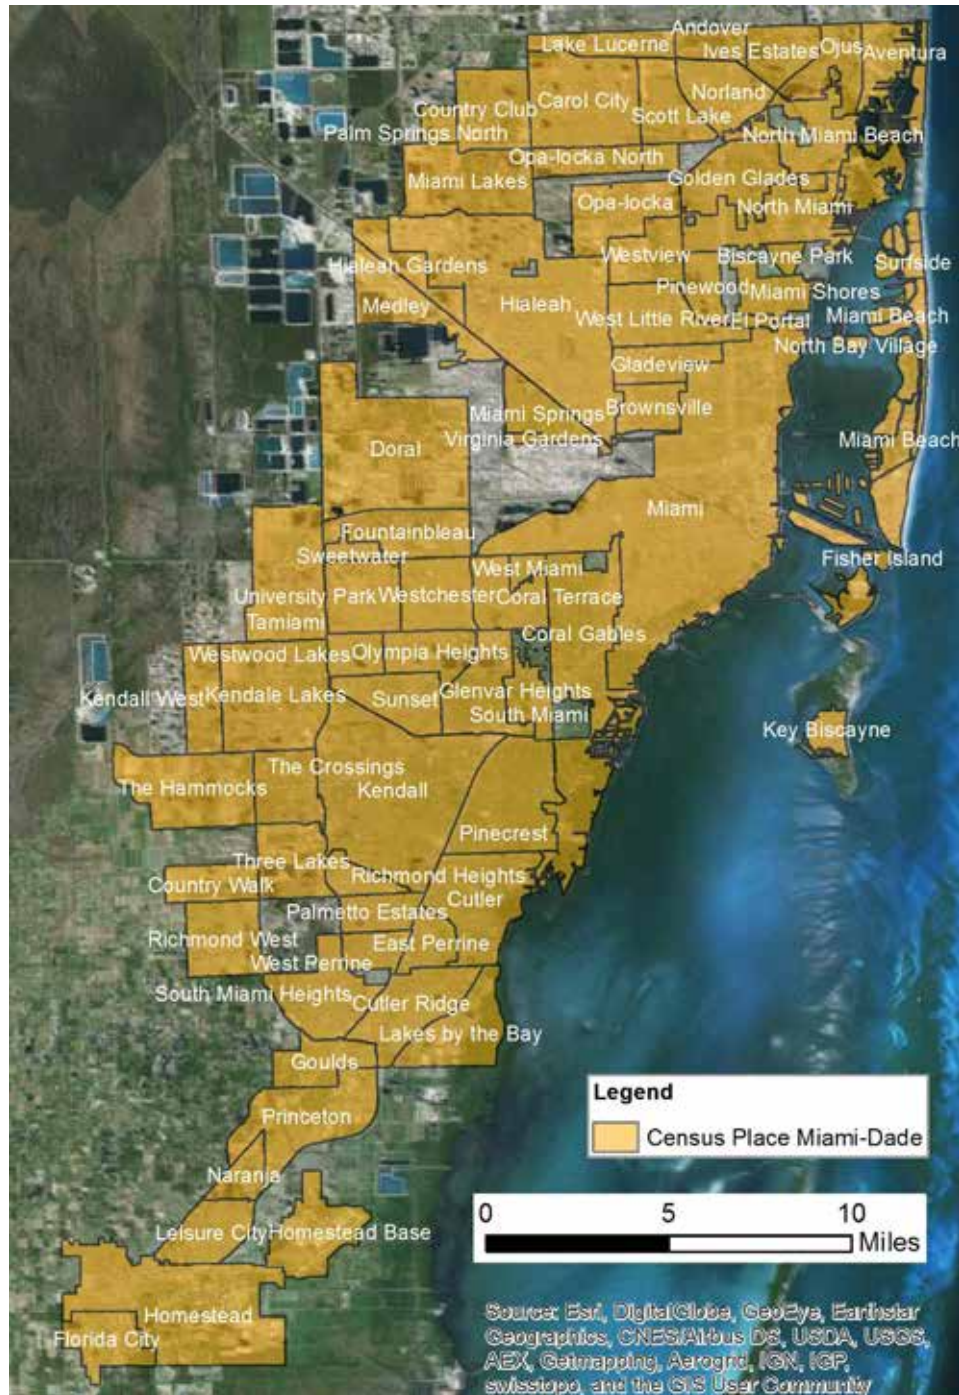 Andover
Lake Lucerne
Ives Estates
Ojus
Aventura
Norland
Carol City
Country Club
Scott Lake
Palm Springs North
North Miami Beach
Opa-locka North
Miami Lakes
Golden Glades
Opa-locka
North Miami
Westview
Biscayne Park
Surfside
Hialeah Gardens
Pinewood
Miami Shores
Medley
Hialeah
West Little River
El Portal
Miami Beach
North Bay Village
Gladeview
Miami Springs
Brownsville
Virginia Gardens
Miami Beach
Doral
Miami
Fountainbleau
Sweetwater
Fisher Island
West Miami
University Park
Westchester
Coral Terrace
Tamiami
Coral Gables
Westwood Lakes
Olympia Heights
Kendall West
Kendale Lakes
Sunset
Glenvar Heights
South Miami
Key Biscayne
The Crossings
The Hammocks
Kendall
Pinecrest
Three Lakes
Country Walk
Richmond Heights
Cutler
Palmetto Estates
Richmond West
East Perrine
West Perrine
South Miami Heights
Cutler Ridge
Lakes by the Bay
Goulds
Princeton
Naranja
Leisure City
Homestead Base
Homestead
Florida City
Legend
Census Place Miami-Dade
0 5 10
Miles
Source: Esri, DigitalGlobe, GeoEye, Earthstar
Geographics, CNES/Airbus DS, USDA, USGS,
AEX, Getmapping, Aerogrid, IGN, IGP,
swisstopo, and the GIS User Community